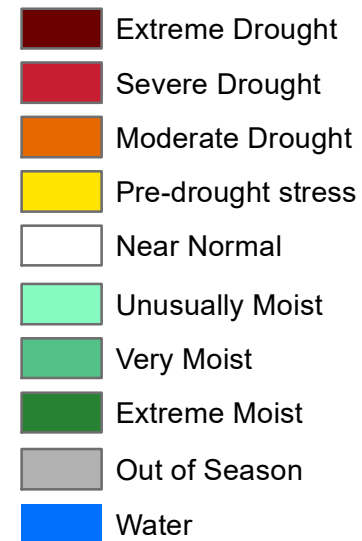 Extreme Drought
Severe Drought
Moderate Drought
Pre-drought stress
Near Normal
Unusually Moist
Very Moist
Extreme Moist
Out of Season
Water